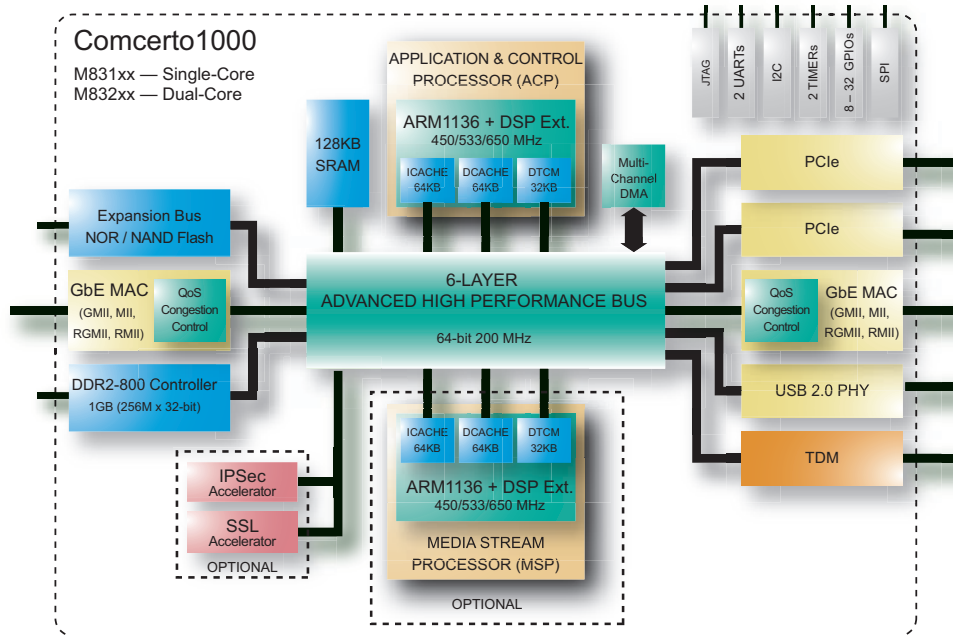 Comcerto1000
M831xx — Single-Core
M832xx — Dual-Core
APPLICATION & CONTROL
PROCESSOR (ACP)
ARM1136 + DSP Ext.
450/533/650 MHz
ICACHE
64KB
DCACHE
64KB
DTCM
32KB
JTAG
2 UARTs
I2C
2 TIMERs
8 – 32 GPIOs
SPI
128KB
SRAM
Multi-
Channel
DMA
PCIe
PCIe
Expansion Bus
NOR / NAND Flash
GbE MAC
(GMII, MII,
RGMII, RMII)
QoS
Congestion
Control
DDR2-800 Controller
1GB (256M x 32-bit)
6-LAYER
ADVANCED HIGH PERFORMANCE BUS
64-bit 200 MHz
QoS
Congestion
Control
GbE MAC
(GMII, MII,
RGMII, RMII)
USB 2.0 PHY
TDM
IPSec
Accelerator
SSL
Accelerator
OPTIONAL
ICACHE
64KB
DCACHE
64KB
DTCM
32KB
ARM1136 + DSP Ext.
450/533/650 MHz
MEDIA STREAM
PROCESSOR (MSP)
OPTIONAL